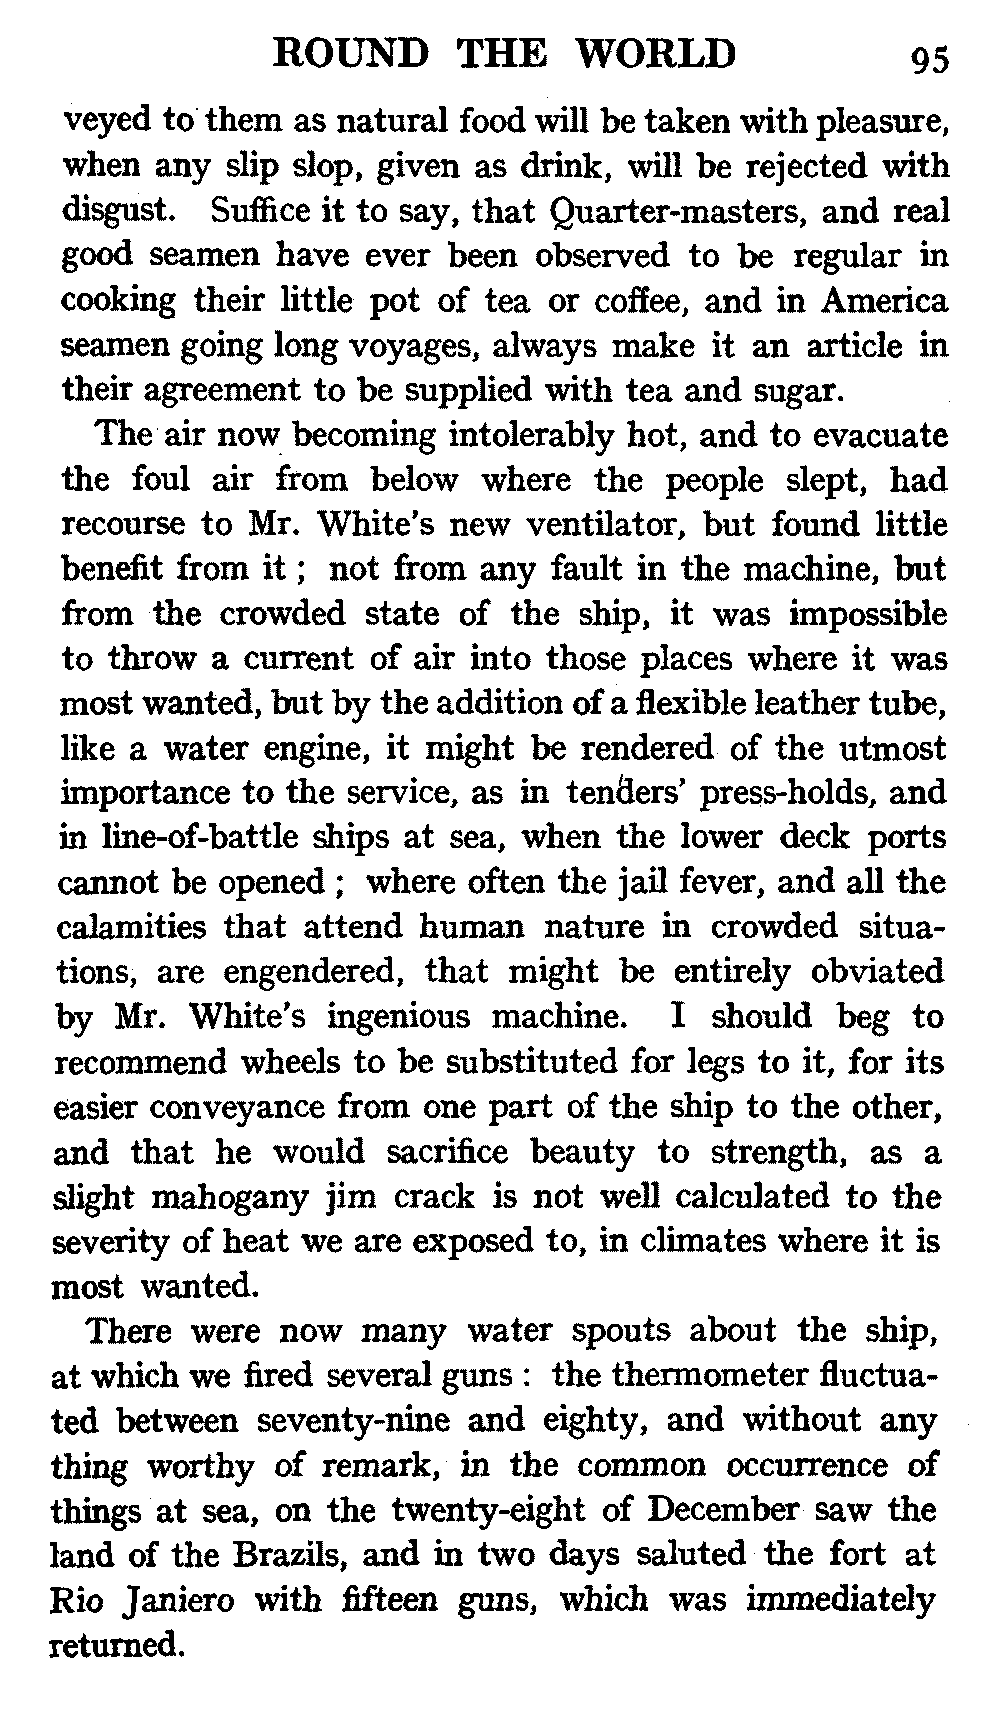 ROUND THE WORLD 95
veyed to them as natural food will be taken with pleasure,
when any slip slop, given as drink, will be rejected with
disgust. Suffice it to say, that Quarter-masters, and real
good seamen have ever been observed to be regular in
cooking their little pot of tea or coffee, and in America
seamen going long voyages, always make it an article in
their agreement to be supplied with tea and sugar.
The air now becoming intolerably hot, and to evacuate
the foul air from below where the people slept, had
recourse to Mr. White's new ventilator, but found little
benefit from it ; not from any fault in the machine, but
from the crowded state of the ship, it was impossible
to throw a current of air into those places where it was
most wanted, but by the addition of a flexible leather tube,
like a water engine, it might be rendered of the utmost
importance to the service, as in tenders' press-holds, and
in line-of-battle ships at sea, when the lower deck ports
cannot be opened ; where often the jail fever, and all the
calamities that attend human nature in crowded situa-
tions, are engendered, that might be entirely obviated
by Mr. White's ingenious machine. I should beg to
recommend wheels to be substituted for legs to it, for its
easier conveyance from one part of the ship to the other,
and that he would sacrifice beauty to strength, as a
slight mahogany jim crack is not well calculated to the
severity of heat we are exposed to, in climates where it is
most wanted.
There were now many water spouts about the ship,
at which we fired several guns : the thermometer fluctua-
ted between seventy-nine and eighty, and without any
thing worthy of remark, in the common occurrence of
things at sea, on the twenty-eight of December saw the
land of the Brazils, and in two days saluted the fort at
Rio Janiero with fifteen guns, which was immediately
returned.